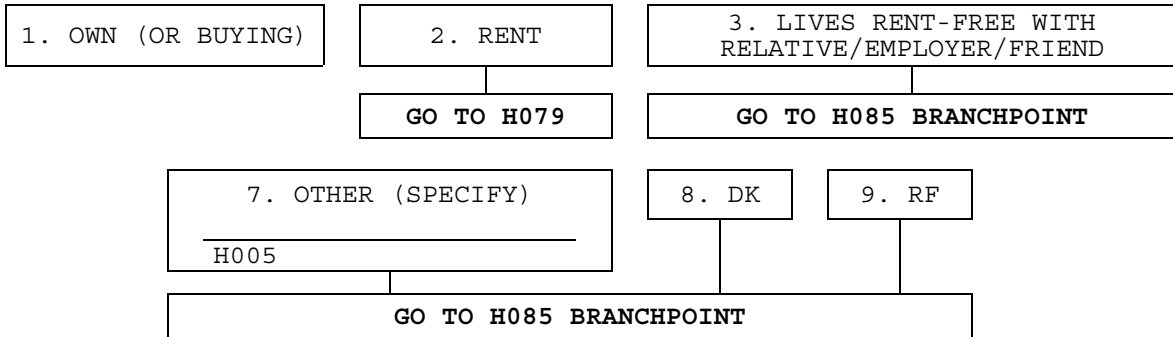 1. OWN (OR BUYING)
2. RENT
3. LIVES RENT-FREE WITH
RELATIVE/EMPLOYER/FRIEND
GO TO H079
GO TO H085 BRANCHPOINT
7. OTHER (SPECIFY)
H005
8. DK
9. RF
GO TO H085 BRANCHPOINT